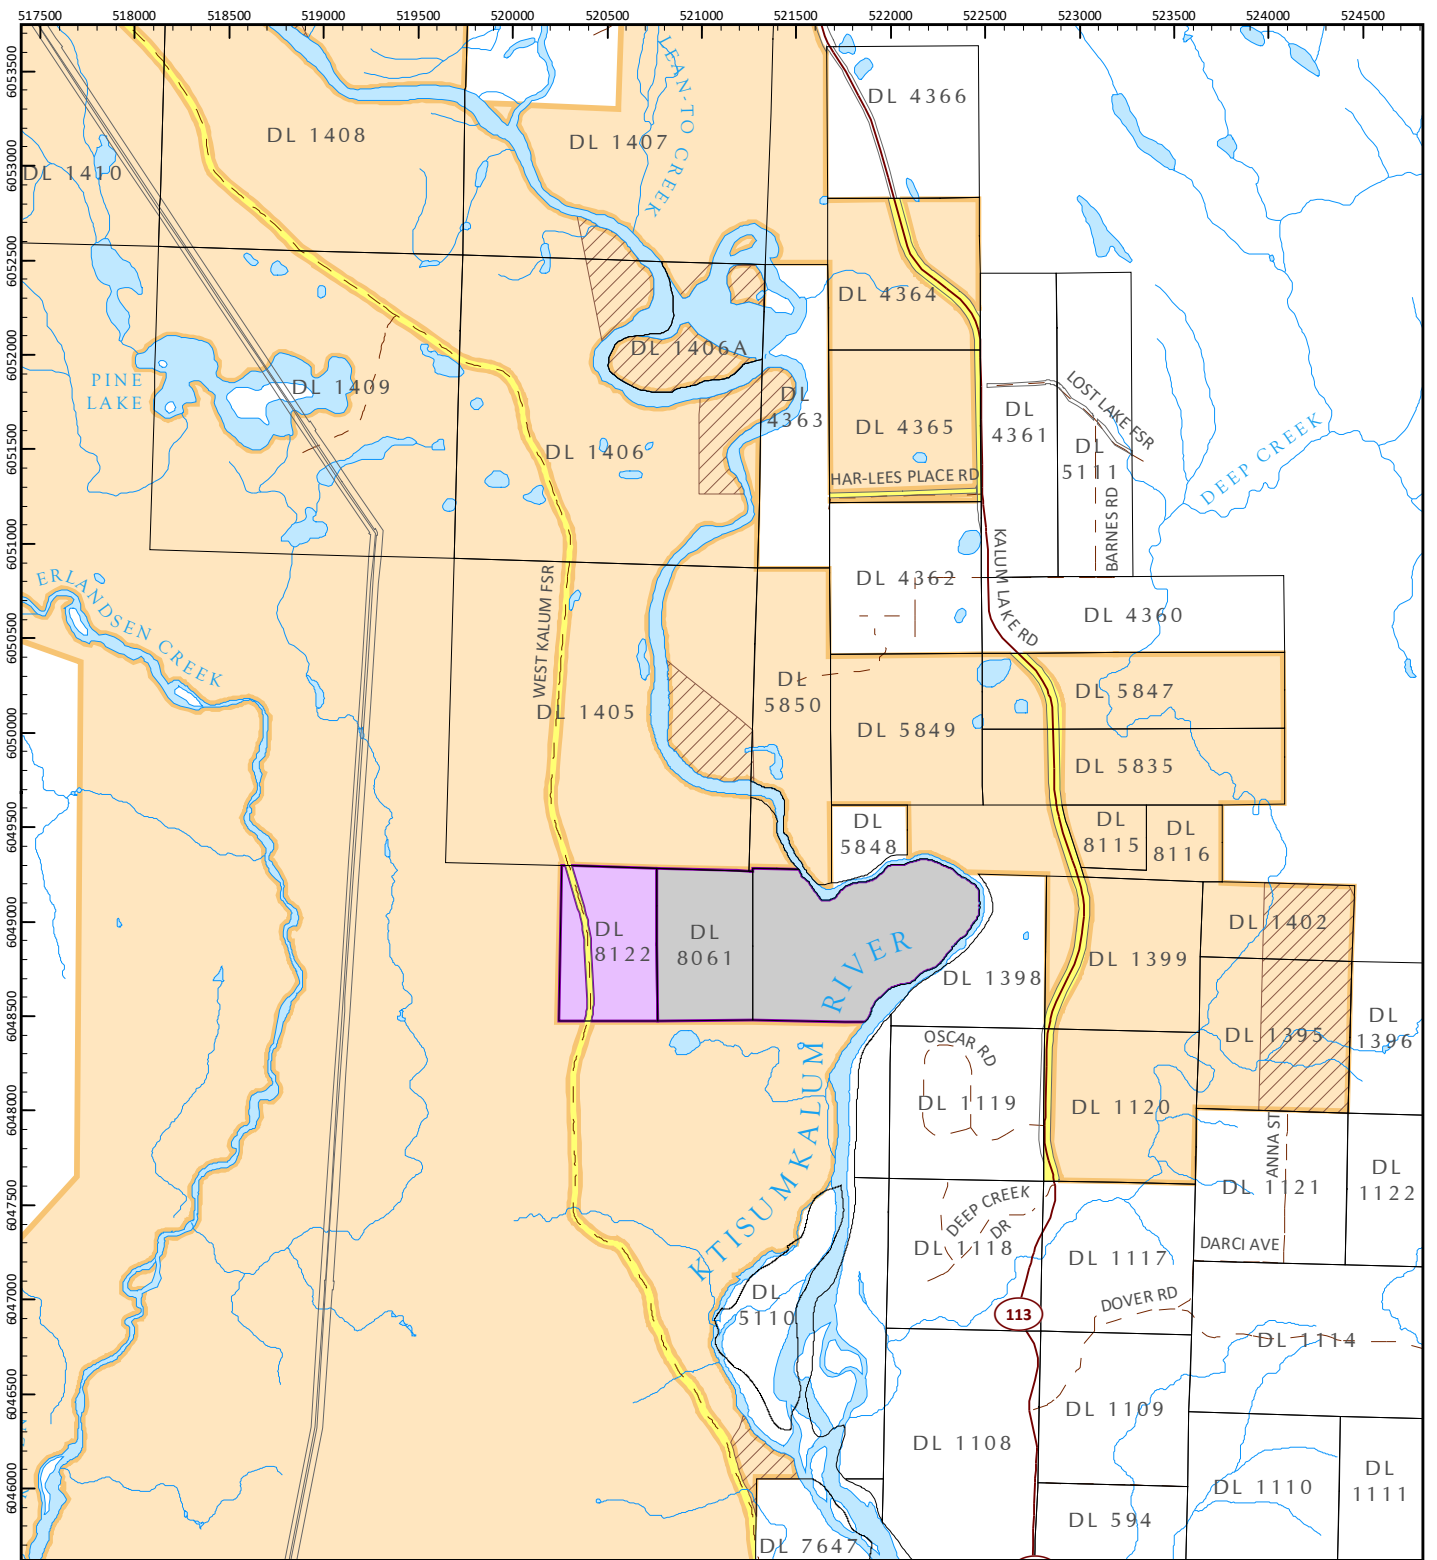 517500 518000 518500 519000 519500 520000 520500 521000 521500 522000 522500 523000 523500 524000 524500
6053500
6053000
6052500
6052000
6051500
6051000
6050500
6050000
6049500
6049000
6048500
6048000
6047500
6047000
6046500
6046000
DL 4366
DL 1408
DL 1407
LEAN-TO CREEK
DL 1410
DL 4364
DL 1406A
PINE
LAKE
DL 1409
DL
4363
LOST LAKE FSR
DL
4361
DL 4365
DL 1406
DL
5111
DEEP CREEK
HAR-LEES PLACE RD
BARNES RD
KALUM LAKE RD
DL 4362
ERLANDSEN CREEK
WEST KALUM FSR
DL 4360
DL
5850
DL 5847
DL 1405
DL 5849
DL 5835
DL
5848
DL
8115
DL
8116
DL
8122
DL
8061
DL 1402
DL 1399
DL 1398
KTISUMKALUM RIVER
DL 1395
DL
1396
OSCAR RD
DL 1119
DL 1120
ANNA ST
DL 1121
DL
1122
DEEP CREEK
DR
DL 1118
DARCI AVE
DL 1117
DL
5110
DOVER RD
113
DL 1114
DL 1109
DL 1108
DL 1110
DL
1111
DL 594
DL 7647